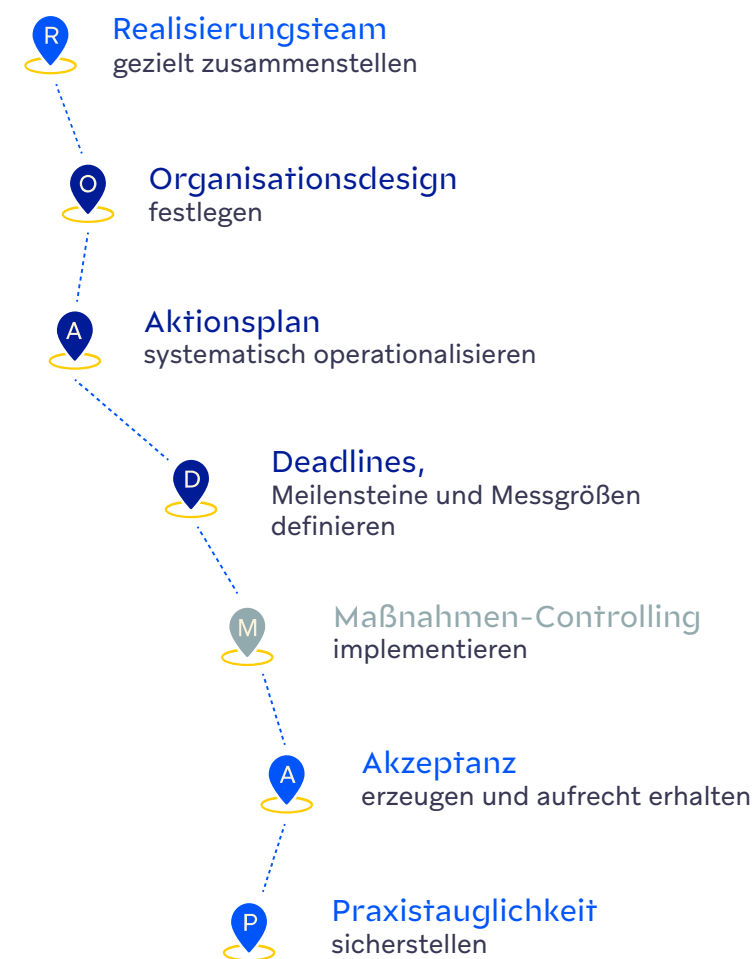 R
Realisierungsteam
gezielt zusammenstellen
O
Organisationsdesign
festlegen
A
Aktionsplan
systematisch operationalisieren
D
Deadlines,
Meilensteine und Messgrößen
definieren
M
Maßnahmen-Controlling
implementieren
A
Akzeptanz
erzeugen und aufrecht erhalten
P
Praxistauglichkeit
sicherstellen